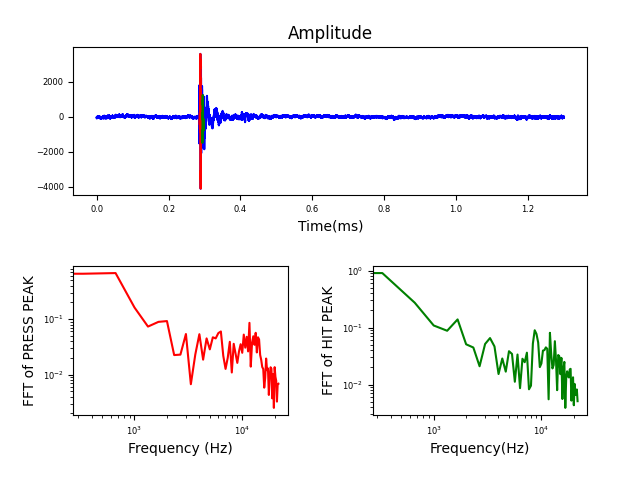 Amplitude
2000
0
−2000
−4000
0.0 0.2 0.4 0.6 0.8 1.0 1.2
Time(ms)
FFT of PRESS PEAK
10⁻¹
10⁻²
10³ 10⁴
Frequency (Hz)
FFT of HIT PEAK
10⁰
10⁻¹
10⁻²
10³ 10⁴
Frequency(Hz)